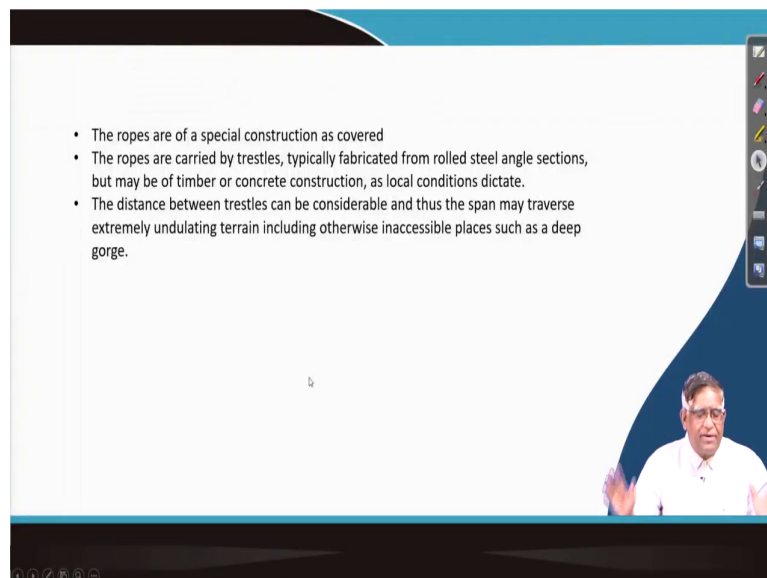 • The ropes are of a special construction as covered
• The ropes are carried by trestles, typically fabricated from rolled steel angle sections,
but may be of timber or concrete construction, as local conditions dictate.
• The distance between trestles can be considerable and thus the span may traverse
extremely undulating terrain including otherwise inaccessible places such as a deep
gorge.